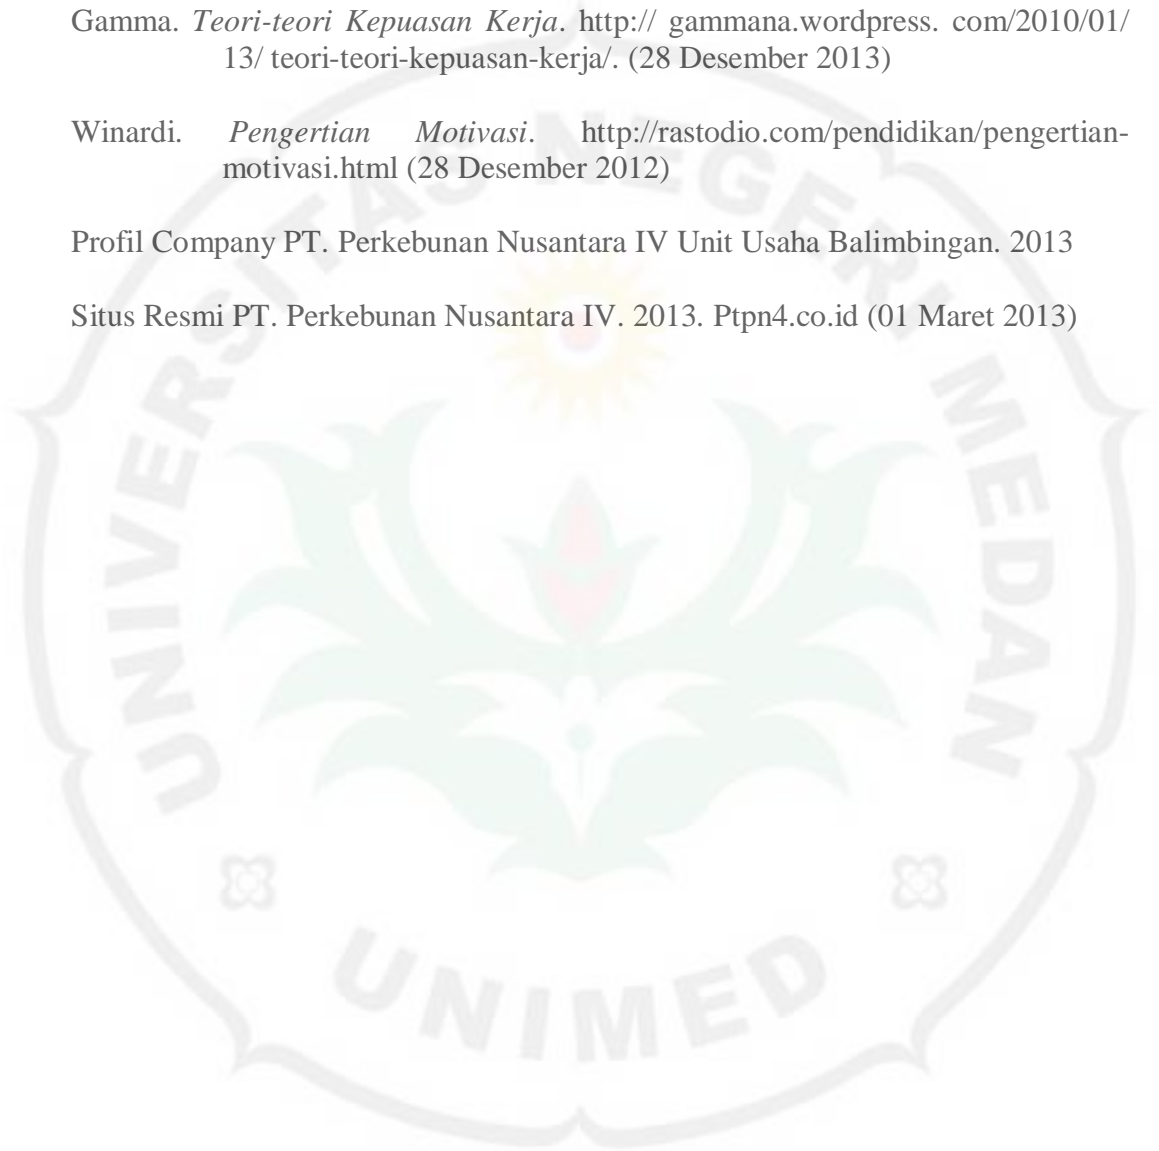 Gamma. Teori-teori Kepuasan Kerja. http:// gammana.wordpress. com/2010/01/
13/ teori-teori-kepuasan-kerja/. (28 Desember 2013)
Winardi. Pengertian Motivasi. http://rastodio.com/pendidikan/pengertian-
motivasi.html (28 Desember 2012)
Profil Company PT. Perkebunan Nusantara IV Unit Usaha Balimbingan. 2013
Situs Resmi PT. Perkebunan Nusantara IV. 2013. Ptpn4.co.id (01 Maret 2013)
UNIVERSITAS NEGERI MEDAN
UNIMED